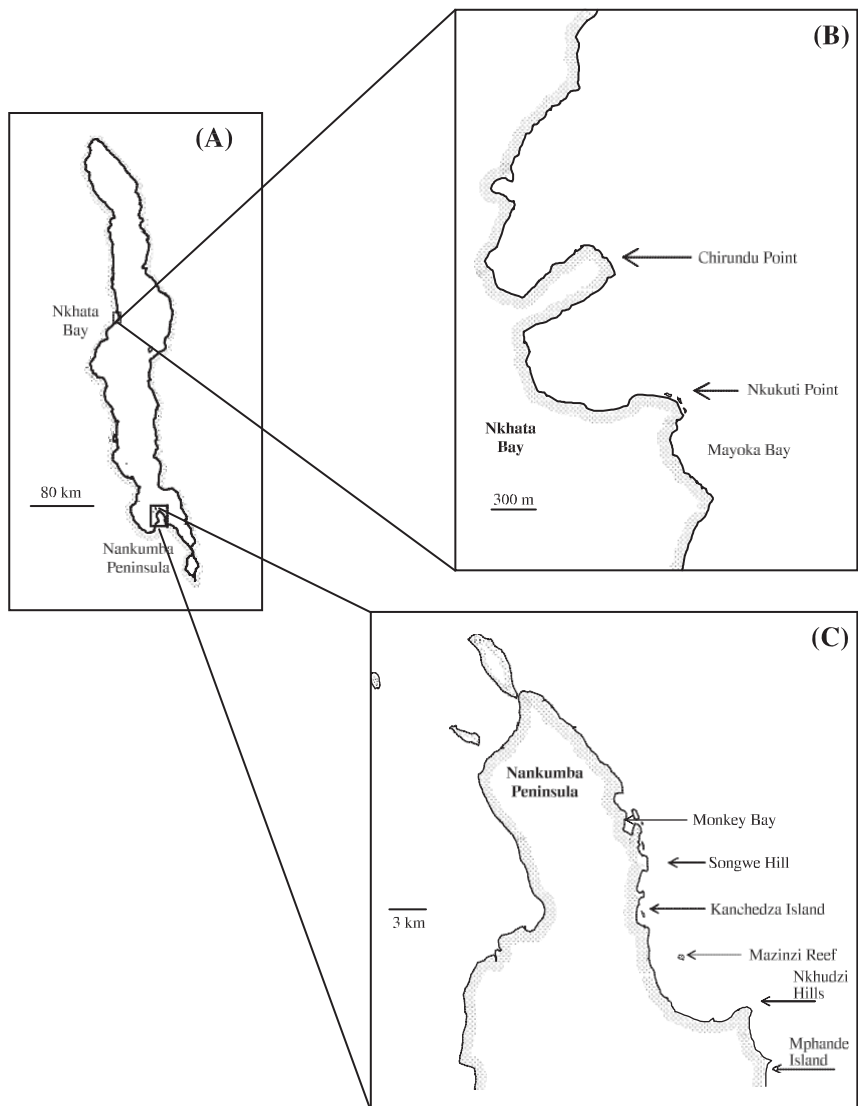 (A)
Nkhata
Bay
80 km
Nankumba
Peninsula
(B)
Chirundu Point
Nkukuti Point
Nkhata
Bay
Mayoka Bay
300 m
(C)
Nankumba
Peninsula
Monkey Bay
Songwe Hill
3 km
Kanchedza Island
Mazinzi Reef
Nkhudzi
Hills
Mphande
Island